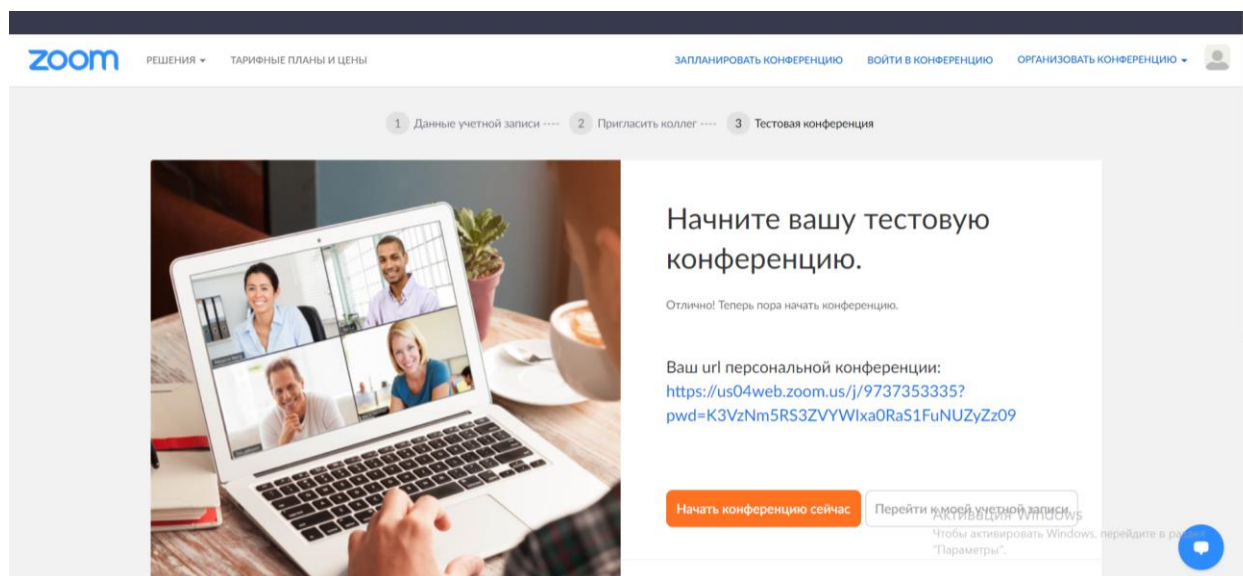 zoom РЕШЕНИЯ ТАРИФНЫЕ ПЛАНЫ И ЦЕНЫ ЗАПЛАНИРОВАТЬ КОНФЕРЕНЦИЮ ВОЙТИ В КОНФЕРЕНЦИЮ ОРГАНИЗОВАТЬ КОНФЕРЕНЦИЮ
1 Данные учетной записи ---- 2 Пригласить коллег ---- 3 Тестовая конференция
Начните вашу тестовую
конференцию.
Отлично! Теперь пора начать конференцию.
Ваш url персональной конференции:
https://us04web.zoom.us/j/9737353335?
pwd=K3VzNm5RS3ZVYWIxa0RaS1FuNUZyZz09
Начать конференцию сейчас Перейти к моей учетной записи
Активация Windows
Чтобы активировать Windows, перейдите в раздел
"Параметры".